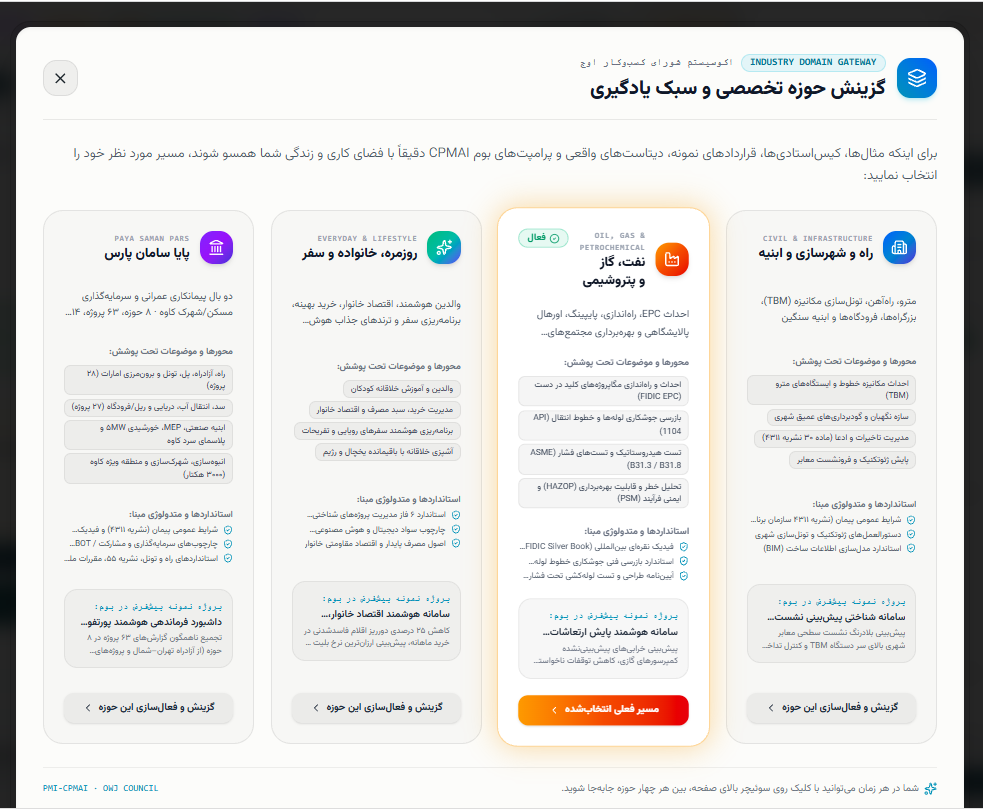 INDUSTRY DOMAIN GATEWAY
اکوسیستم شورای کسب‌وکار اوج
گزینش حوزه تخصصی و سبک یادگیری
برای اینکه مثال‌ها، کیس‌استادی‌ها، قراردادهای نمونه، دیتاست‌های واقعی و پرامپت‌های بوم CPMAI دقیقاً با فضای کاری و زندگی شما همسو شوند، مسیر مورد نظر خود را
انتخاب نمایید:
CIVIL & INFRASTRUCTURE
راه و شهرسازی و ابنیه
مترو، راه‌آهن، تونل‌سازی مکانیزه (TBM)،
بزرگراه‌ها، فرودگاه‌ها و ابنیه سنگین
محورها و موضوعات تحت پوشش:
احداث مکانیزه خطوط و ایستگاه‌های مترو
(TBM)
سازه نگهبان و گودبرداری‌های عمیق شهری
مدیریت تاخیرات و ادعا (ماده ۳۰ نشریه ۴۳۱۱)
پایش ژئوتکنیک و فرونشست معابر
استانداردها و متدولوژی مبنا:
شرایط عمومی پیمان (نشریه ۴۳۱۱ سازمان برنا...
دستورالعمل‌های ژئوتکنیک و تونل‌سازی شهری
استاندارد مدل‌سازی اطلاعات ساخت (BIM)
پروژه نمونه پیشفرض در بوم:
سامانه شناختی پیش‌بینی نشست...
پیش‌بینی بلادرنگ نشست سطحی معابر
شهری بالای سر دستگاه TBM و کنترل تداخ...
گزینش و فعال‌سازی این حوزه
OIL, GAS &
PETROCHEMICAL
فعال
نفت، گاز
و پتروشیمی
احداث EPC، راه‌اندازی، پایپینگ، اورهال
پالایشگاهی و بهره‌برداری مجتمع‌های...
محورها و موضوعات تحت پوشش:
احداث و راه‌اندازی مگاپروژه‌های کلید در دست
(FIDIC EPC)
بازرسی جوشکاری لوله‌ها و خطوط انتقال (API
1104)
تست هیدرواستاتیک و تست‌های فشار (ASME
B31.3 / B31.8)
تحلیل خطر و قابلیت بهره‌برداری (HAZOP) و
ایمنی فرآیند (PSM)
استانداردها و متدولوژی مبنا:
فیدیک نقره‌ای بین‌المللی (FIDIC Silver Book)...
استاندارد بازرسی فنی جوشکاری خطوط لوله...
آیین‌نامه طراحی و تست لوله‌کشی تحت فشار...
پروژه نمونه پیشفرض در بوم:
سامانه هوشمند پایش ارتعاشات...
پیش‌بینی خرابی‌های پیش‌بینی‌نشده
کمپرسورهای گازی، کاهش توقفات ناخواست...
مسیر فعلی انتخاب‌شده
EVERYDAY & LIFESTYLE
روزمره، خانواده و سفر
والدین هوشمند، اقتصاد خانوار، خرید بهینه،
برنامه‌ریزی سفر و ترندهای جذاب هوش...
محورها و موضوعات تحت پوشش:
والدین و آموزش خلاقانه کودکان
مدیریت خرید، سبد مصرف و اقتصاد خانوار
برنامه‌ریزی هوشمند سفرهای رویایی و تفریحات
آشپزی خلاقانه با باقیمانده یخچال و رژیم
استانداردها و متدولوژی مبنا:
استاندارد ۶ فاز مدیریت پروژه‌های شناختی...
چارچوب سواد دیجیتال و هوش مصنوعی...
اصول مصرف پایدار و اقتصاد مقاومتی خانوار
پروژه نمونه پیشفرض در بوم:
سامانه هوشمند اقتصاد خانوار،...
کاهش ۲۵ درصدی دورریز اقلام فاسدشدنی در
خرید ماهانه، پیش‌بینی ارزان‌ترین نرخ بلیت ...
گزینش و فعال‌سازی این حوزه
PAYA SAMAN PARS
پایا سامان پارس
دو بال پیمانکاری عمرانی و سرمایه‌گذاری
مسکن/شهرک کاوه · ۸ حوزه، ۶۳ پروژه، ۱۴...
محورها و موضوعات تحت پوشش:
راه، آزادراه، پل، تونل و برون‌مرزی امارات (۲۸
پروژه)
سد، انتقال آب، دریایی و ریل/فرودگاه (۲۷ پروژه)
ابنیه صنعتی، MEP، خورشیدی ۵MW و
پلاسمای سرد کاوه
انبوه‌سازی، شهرک‌سازی و منطقه ویژه کاوه
(۳۰۰۰ هکتار)
استانداردها و متدولوژی مبنا:
شرایط عمومی پیمان (نشریه ۴۳۱۱) و فیدیک...
چارچوب‌های سرمایه‌گذاری و مشارکت / BOT...
استانداردهای راه و تونل، نشریه ۵۵، مقررات مل...
پروژه نمونه پیشفرض در بوم:
داشبورد فرماندهی هوشمند پورتفو...
تجمیع ناهمگون گزارش‌های ۶۳ پروژه در ۸
حوزه (از آزادراه تهران–شمال و پروژه‌های...
گزینش و فعال‌سازی این حوزه
شما در هر زمان می‌توانید با کلیک روی سوئیچر بالای صفحه، بین هر چهار حوزه جابه‌جا شوید.
PMI-CPMAI · OWJ COUNCIL